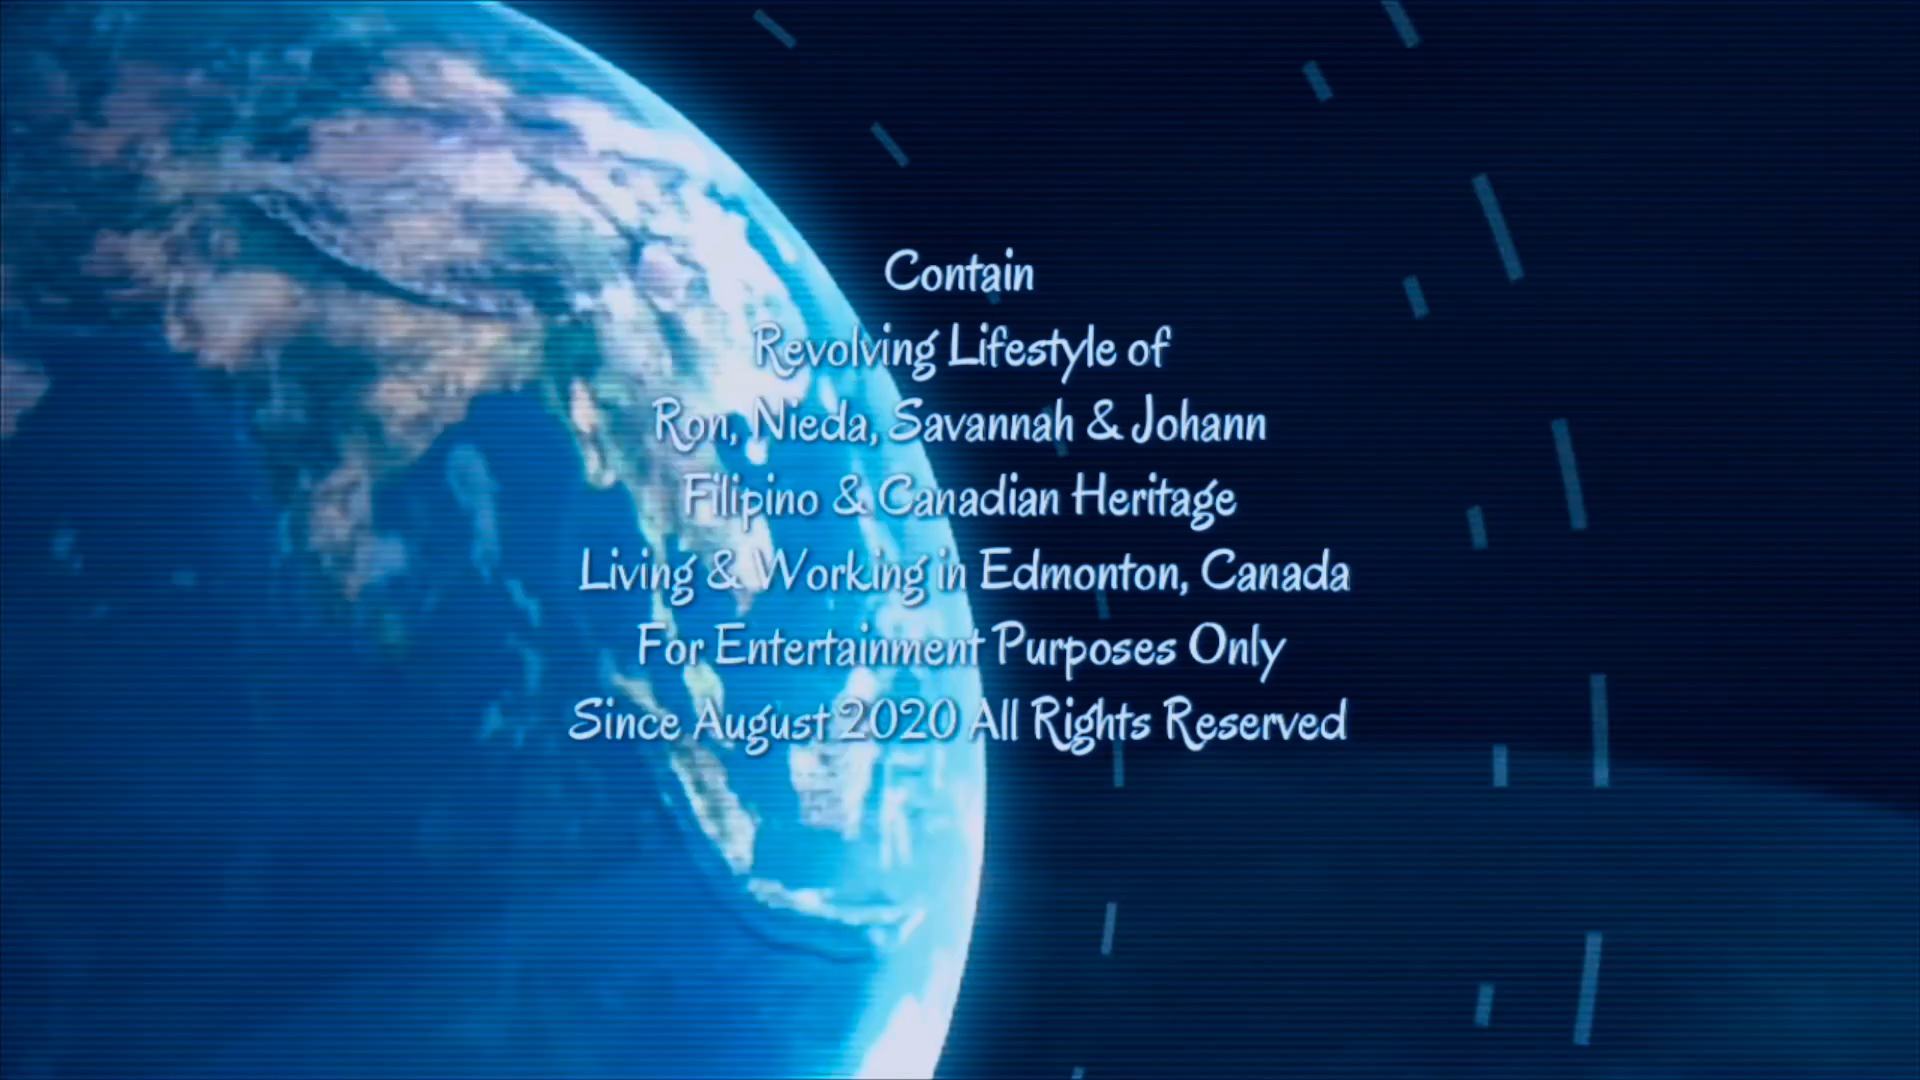 Contain
Revolving Lifestyle of
Ron, Nieda, Savannah & Johann
Filipino & Canadian Heritage
Living & Working in Edmonton, Canada
For Entertainment Purposes Only
Since August 2020 All Rights Reserved